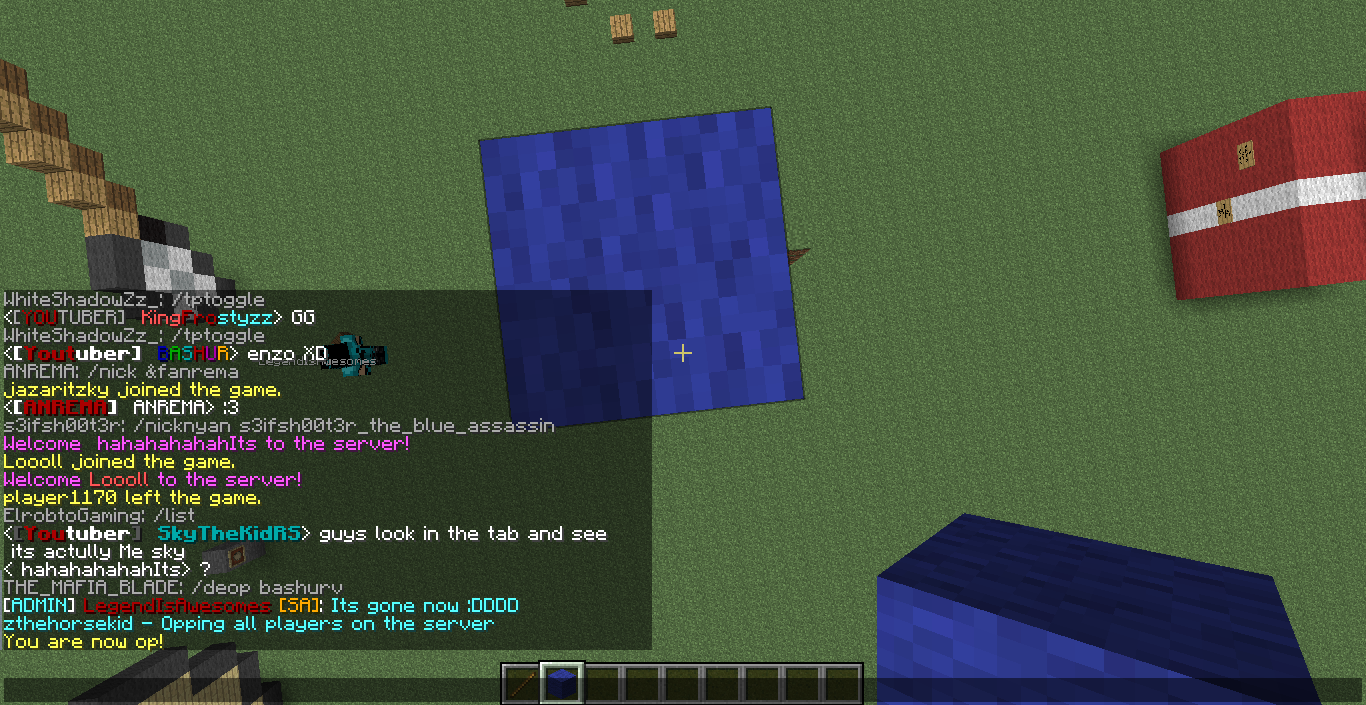 WhiteShadowZz_: /tptoggle
<[YOUTUBER] KingFrostyzz> GG
WhiteShadowZz_: /tptoggle
<[Youtuber] BASHUR> enzo XD
LegendIsAwesomes
ANREMA: /nick &fanrema
jazaritzky joined the game.
<[ANREMA] ANREMA> :3
s3ifsh00t3r: /nicknyan s3ifsh00t3r_the_blue_assassin
Welcome hahahahahahIts to the server!
Loooll joined the game.
Welcome Loooll to the server!
player1170 left the game.
ElrobtoGaming: /list
<[Youtuber] SkyTheKidRS> guys look in the tab and see
its actully Me sky
< hahahahahahIts> ?
THE_MAFIA_BLADE: /deop bashurv
[ADMIN] LegendIsAwesomes [SA]: Its gone now :DDDD
zthehorsekid - Opping all players on the server
You are now op!